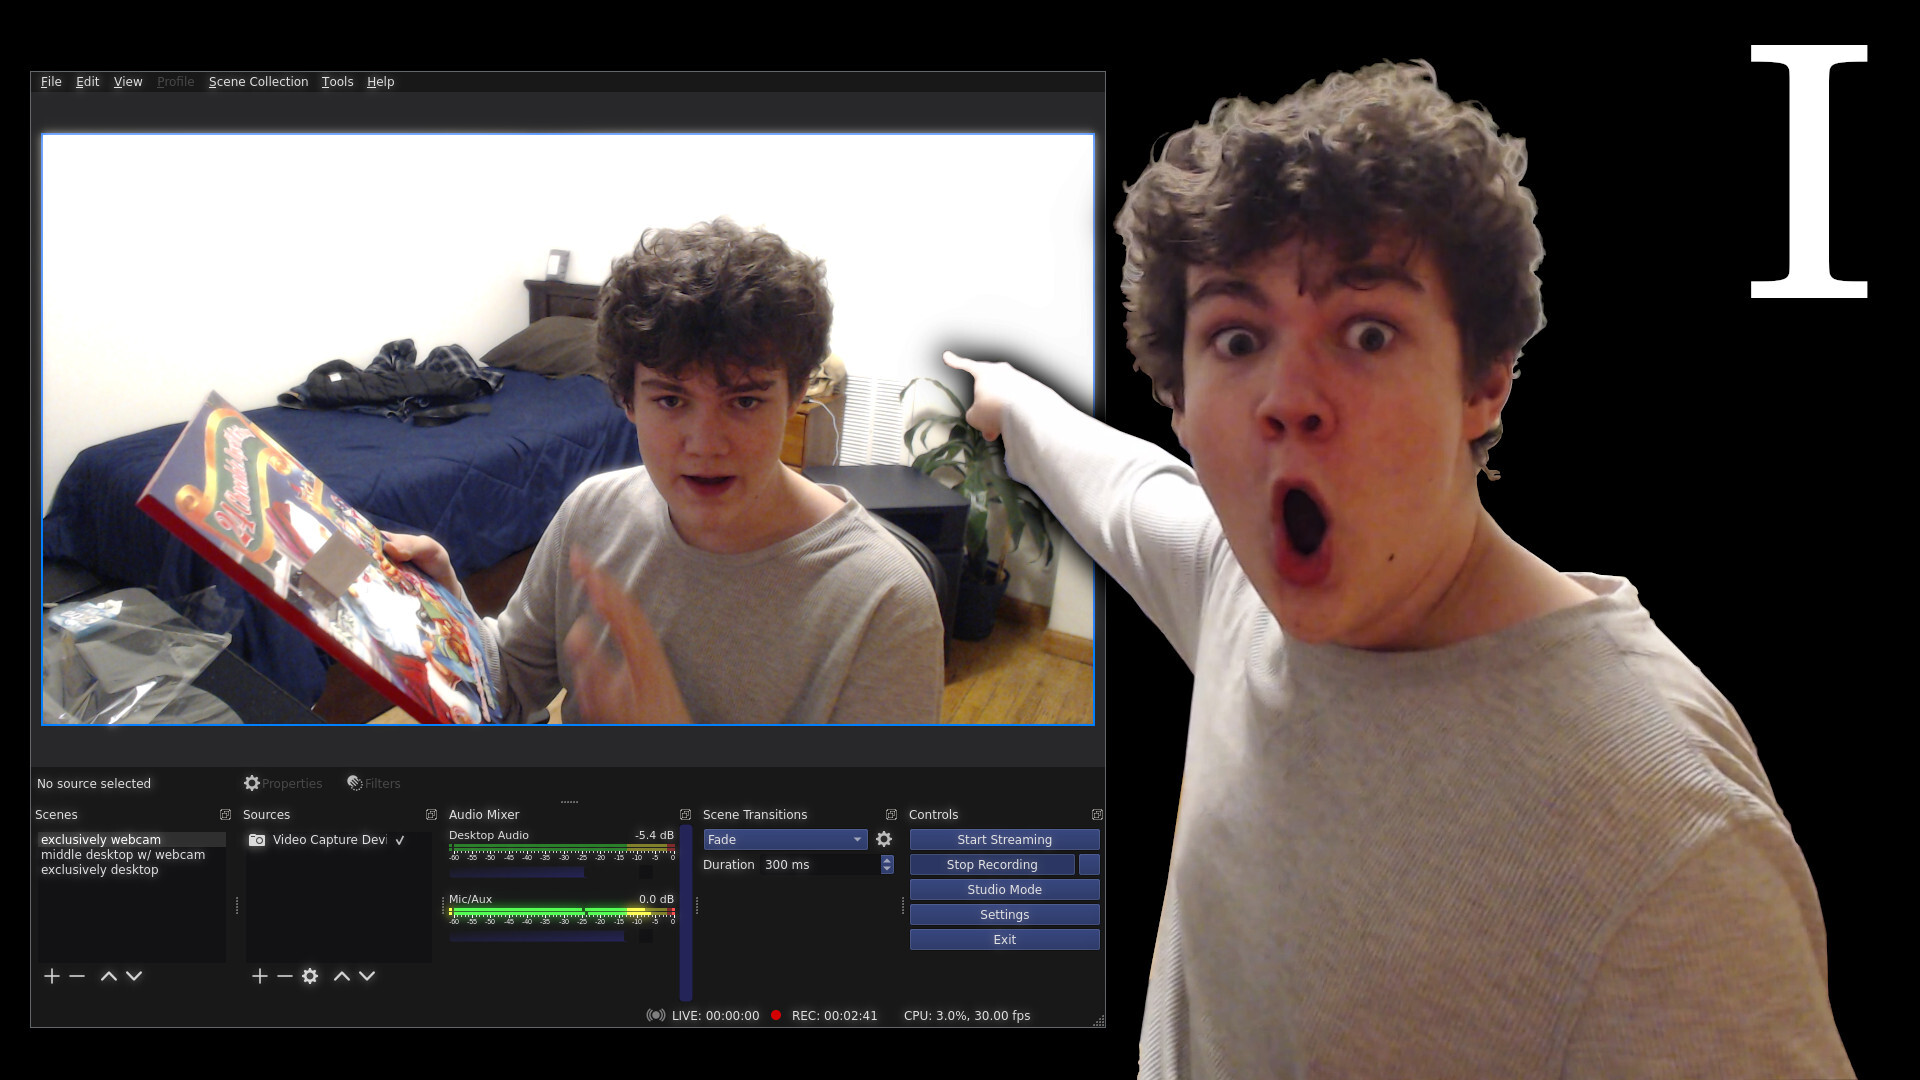 I
File Edit View Profile Scene Collection Tools Help
No source selected
Properties
Filters
Scenes
exclusively webcam
middle desktop w/ webcam
exclusively desktop
Sources
Video Capture Devi
Audio Mixer
Desktop Audio -5.4 dB
-60 -55 -50 -45 -40 -35 -30 -25 -20 -15 -10 -5 0
Mic/Aux 0.0 dB
-60 -55 -50 -45 -40 -35 -30 -25 -20 -15 -10 -5 0
Scene Transitions
Fade
Duration 300 ms
Controls
Start Streaming
Stop Recording
Studio Mode
Settings
Exit
LIVE: 00:00:00 REC: 00:02:41 CPU: 3.0%, 30.00 fps